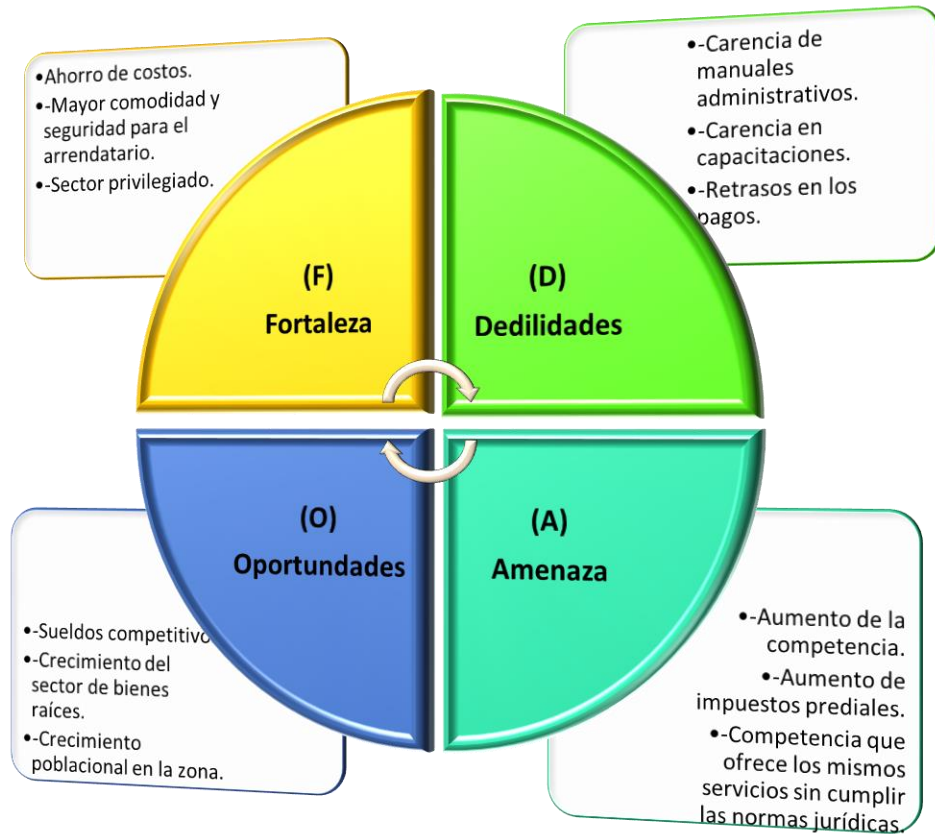 •Ahorro de costos.
•-Mayor comodidad y
seguridad para el
arrendatario.
•-Sector privilegiado.
•-Carencia de
manuales
administrativos.
•-Carencia en
capacitaciones.
•-Retrasos en los
pagos.
(F)
Fortaleza
(D)
Dedilidades
(O)
Oportundades
(A)
Amenaza
•-Sueldos competitivo
•-Crecimiento del
sector de bienes
raíces.
•-Crecimiento
poblacional en la zona.
•-Aumento de la
competencia.
•-Aumento de
impuestos prediales.
•-Competencia que
ofrece los mismos
servicios sin cumplir
las normas jurídicas.